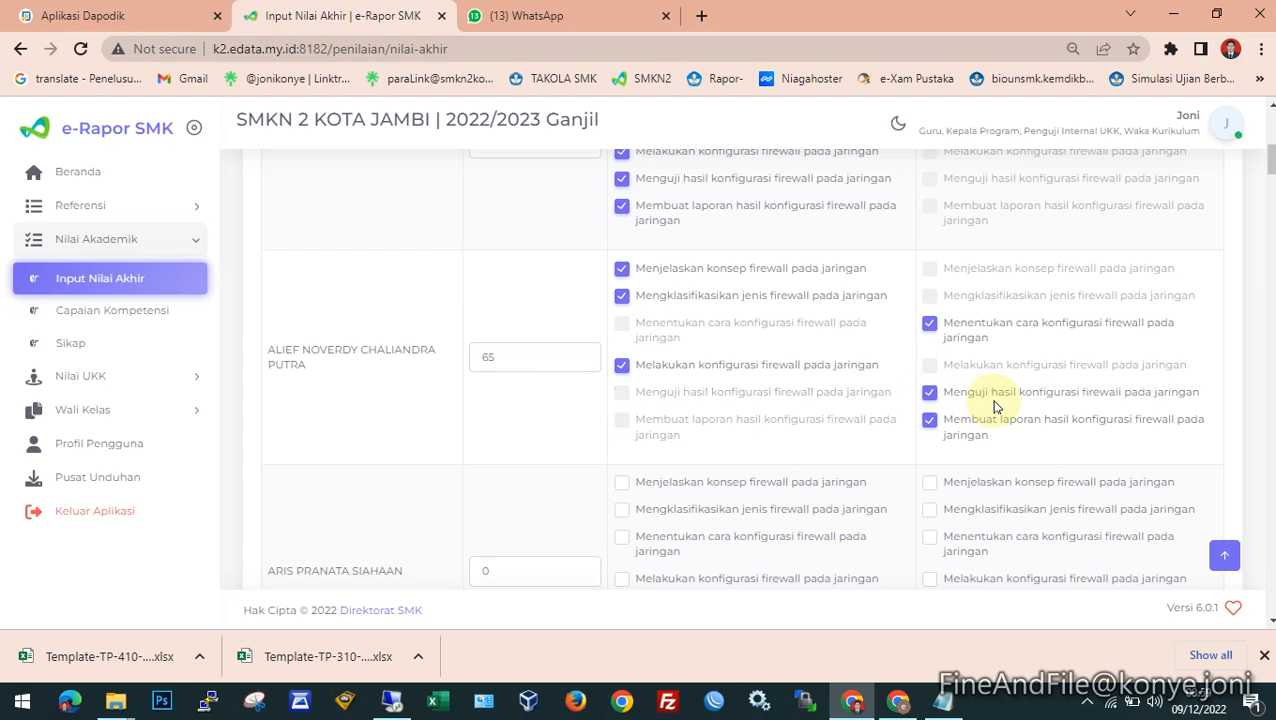 Aplikasi Dapodik
Input Nilai Akhir | e-Rapor SMK
(13) WhatsApp
Not secure
k2.edata.my.id:8182/penilaian/nilai-akhir
translate - Penelusu...
Gmail
@jonikonye | Linktr...
paraLink@smkn2ko...
TAKOLA SMK
SMKN2
Rapor-
Niagahoster
e-Xam Pustaka
biounsmk.kemdikb...
Simulasi Ujian Berb...
e-Rapor SMK
SMKN 2 KOTA JAMBI | 2022/2023 Ganjil
Joni
J
Guru, Kepala Program, Penguji Internal UKK, Waka Kurikulum
Beranda
Referensi
Nilai Akademik
Input Nilai Akhir
Capaian Kompetensi
Sikap
Nilai UKK
Wali Kelas
Profil Pengguna
Pusat Unduhan
Keluar Aplikasi
Melakukan konfigurasi firewall pada jaringan
Menguji hasil konfigurasi firewall pada jaringan
Membuat laporan hasil konfigurasi firewall pada
jaringan
Melakukan konfigurasi firewall pada jaringan
Menguji hasil konfigurasi firewall pada jaringan
Membuat laporan hasil konfigurasi firewall pada
jaringan
ALIEF NOVERDY CHALIANDRA
PUTRA
65
Menjelaskan konsep firewall pada jaringan
Mengklasifikasikan jenis firewall pada jaringan
Menentukan cara konfigurasi firewall pada
jaringan
Melakukan konfigurasi firewall pada jaringan
Menguji hasil konfigurasi firewall pada jaringan
Membuat laporan hasil konfigurasi firewall pada
jaringan
Menjelaskan konsep firewall pada jaringan
Mengklasifikasikan jenis firewall pada jaringan
Menentukan cara konfigurasi firewall pada
jaringan
Melakukan konfigurasi firewall pada jaringan
Menguji hasil konfigurasi firewall pada jaringan
Membuat laporan hasil konfigurasi firewall pada
jaringan
ARIS PRANATA SIAHAAN
0
Menjelaskan konsep firewall pada jaringan
Mengklasifikasikan jenis firewall pada jaringan
Menentukan cara konfigurasi firewall pada
jaringan
Melakukan konfigurasi firewall pada jaringan
Menjelaskan konsep firewall pada jaringan
Mengklasifikasikan jenis firewall pada jaringan
Menentukan cara konfigurasi firewall pada
jaringan
Melakukan konfigurasi firewall pada jaringan
Hak Cipta © 2022 Direktorat SMK
Versi 6.0.1
Template-TP-410-....xlsx
Template-TP-310-....xlsx
Show all
FineAndFile@konye.joni
09/12/2022